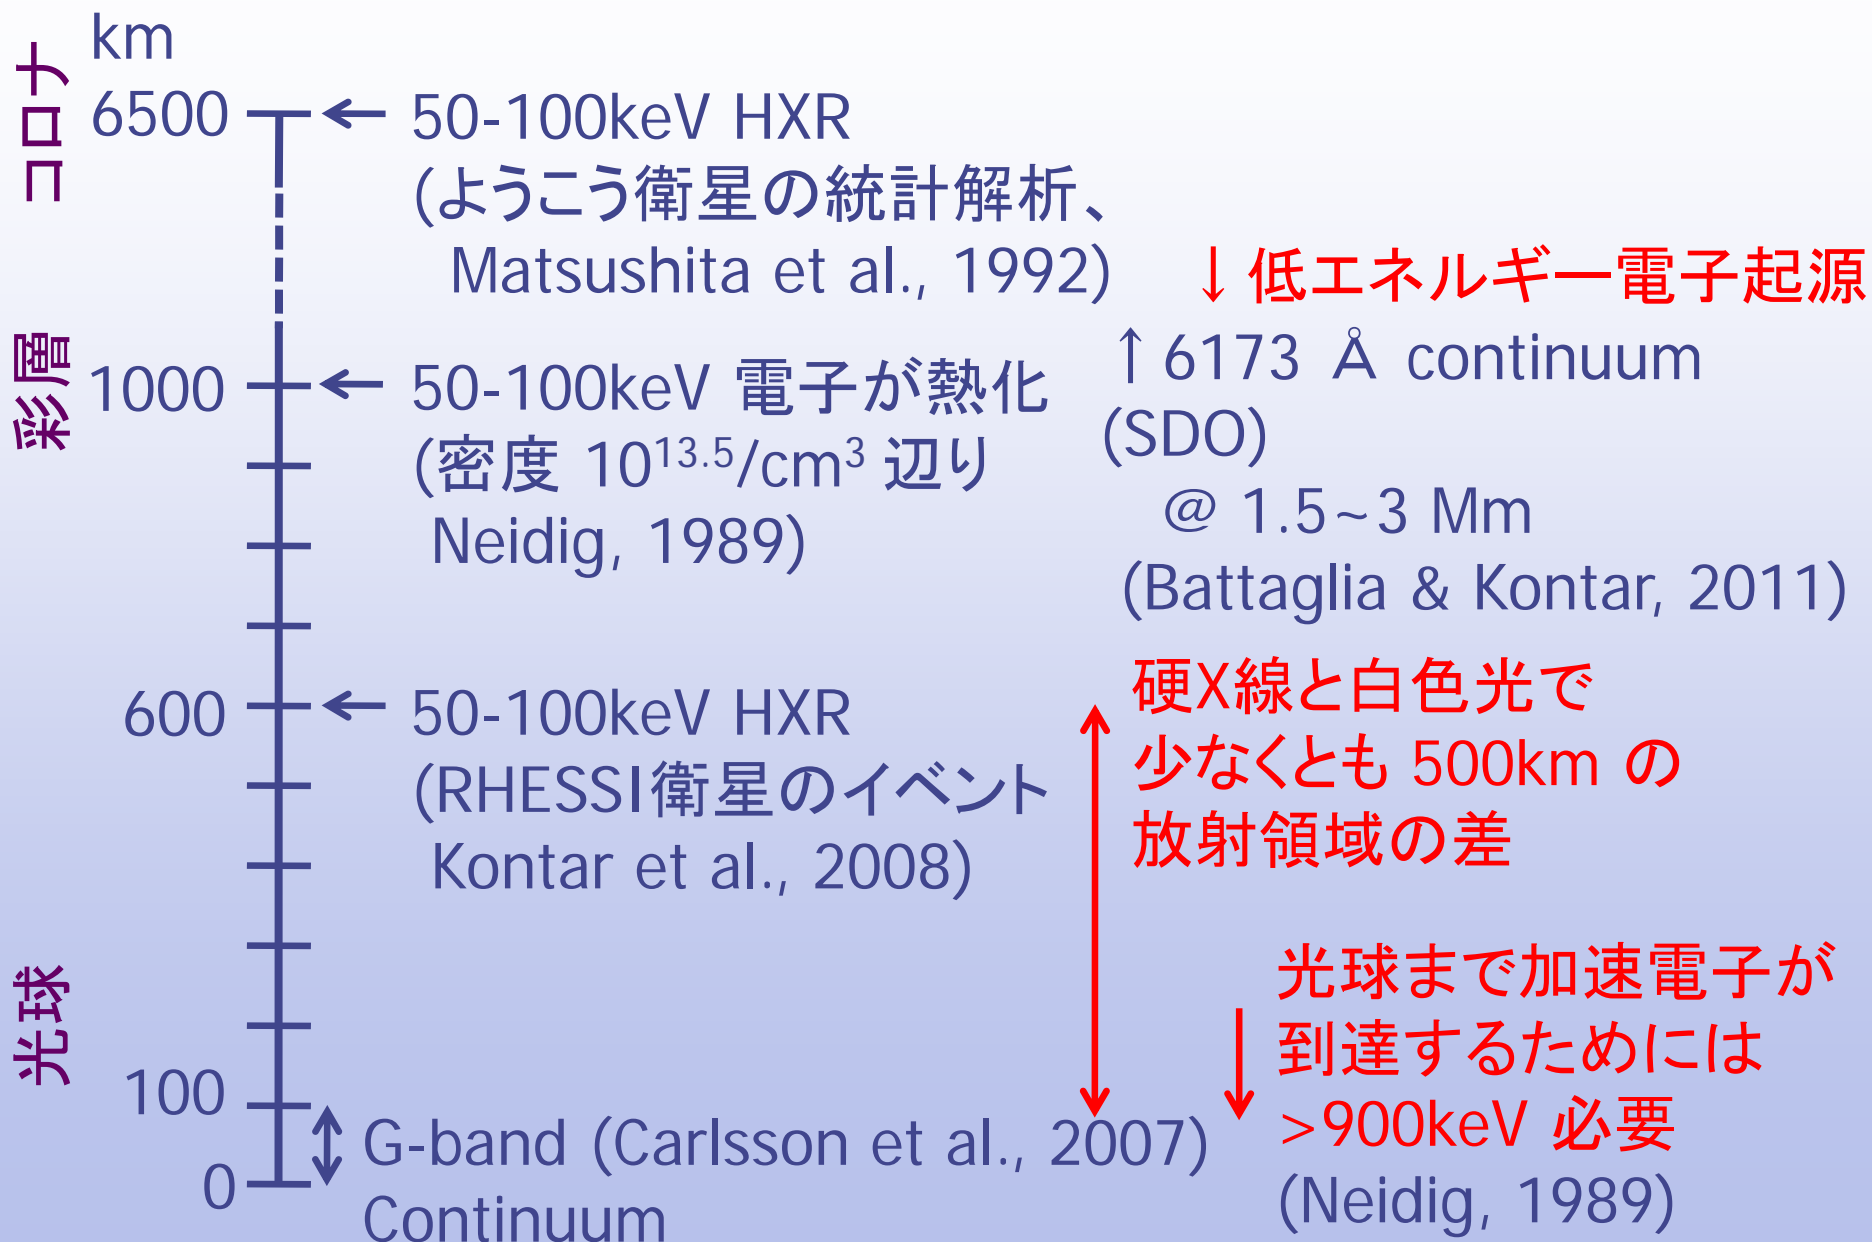 km
コロナ
6500
50-100keV HXR
(ようこう衛星の統計解析、
Matsushita et al., 1992)
↓低エネルギー電子起源
彩層
1000
50-100keV 電子が熱化
(密度 10^13.5/cm^3 辺り
Neidig, 1989)
↑6173 Å continuum
(SDO)
@ 1.5~3 Mm
(Battaglia & Kontar, 2011)
600
50-100keV HXR
(RHESSI衛星のイベント
Kontar et al., 2008)
硬X線と白色光で
少なくとも 500km の
放射領域の差
光球
100
0
G-band (Carlsson et al., 2007)
Continuum
光球まで加速電子が
到達するためには
>900keV 必要
(Neidig, 1989)